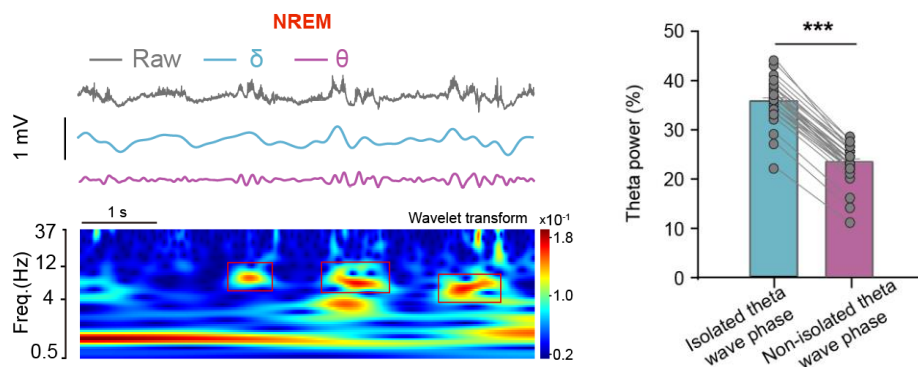 NREM
Raw δ θ
1 mV
1 s
Wavelet transform
x10⁻¹
Freq.(Hz)
37
12
4
0.5
1.8
1.0
0.2
***
Theta power (%)
50
40
30
20
10
0
Isolated theta
wave phase
Non-isolated theta
wave phase